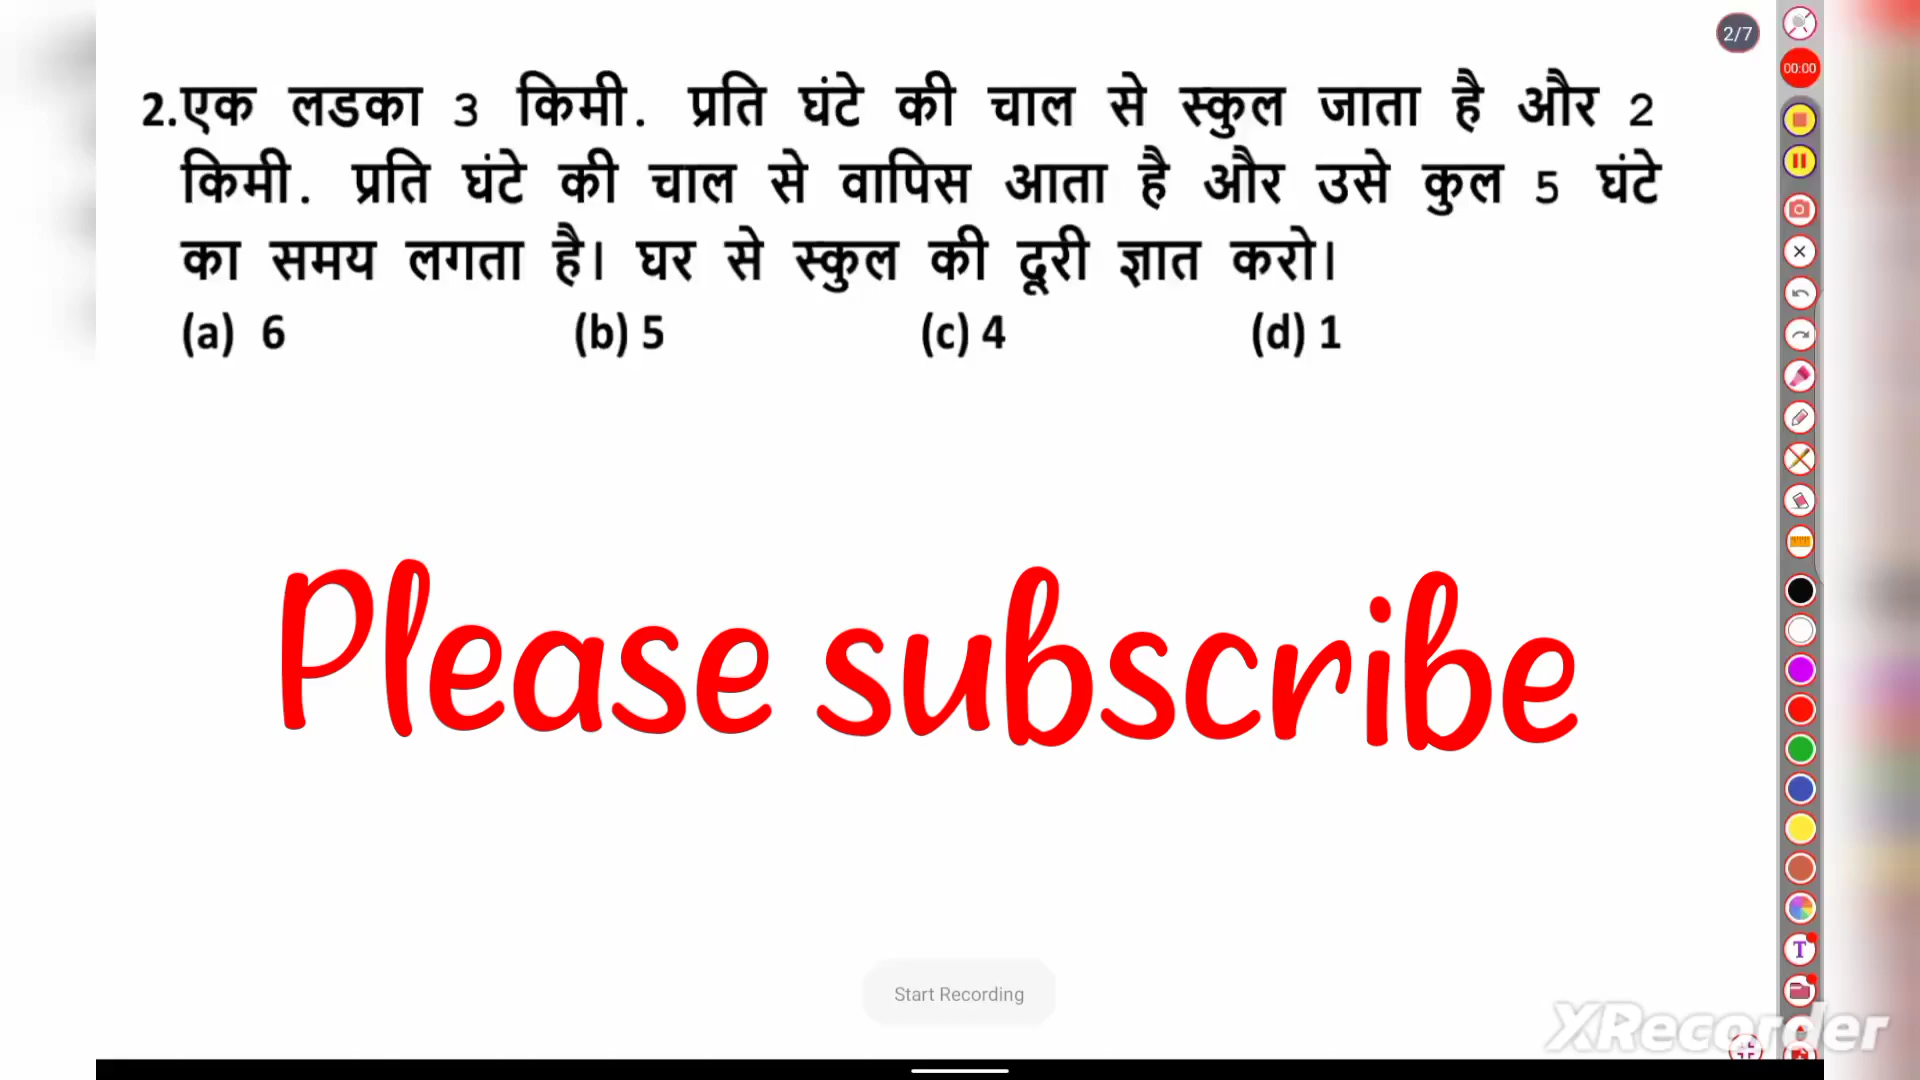 2/7
00:00
2.एक लडका 3 किमी. प्रति घंटे की चाल से स्कुल जाता है और 2
किमी. प्रति घंटे की चाल से वापिस आता है और उसे कुल 5 घंटे
का समय लगता है। घर से स्कुल की दूरी ज्ञात करो।
(a) 6 (b) 5 (c) 4 (d) 1
Please subscribe
T
Start Recording
XRecorder